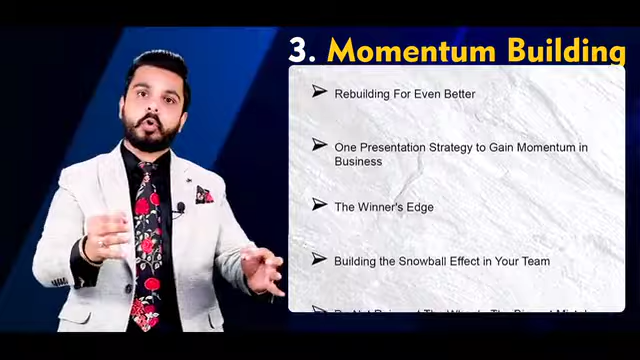 3. Momentum Building
Rebuilding For Even Better
One Presentation Strategy to Gain Momentum in
Business
The Winner's Edge
Building the Snowball Effect in Your Team